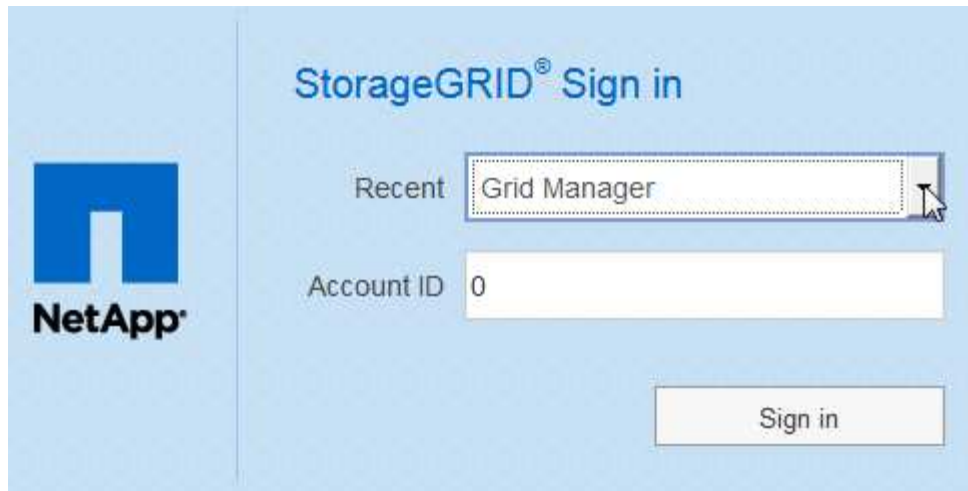 StorageGRID® Sign in
Recent Grid Manager
Account ID 0
NetApp®
Sign in